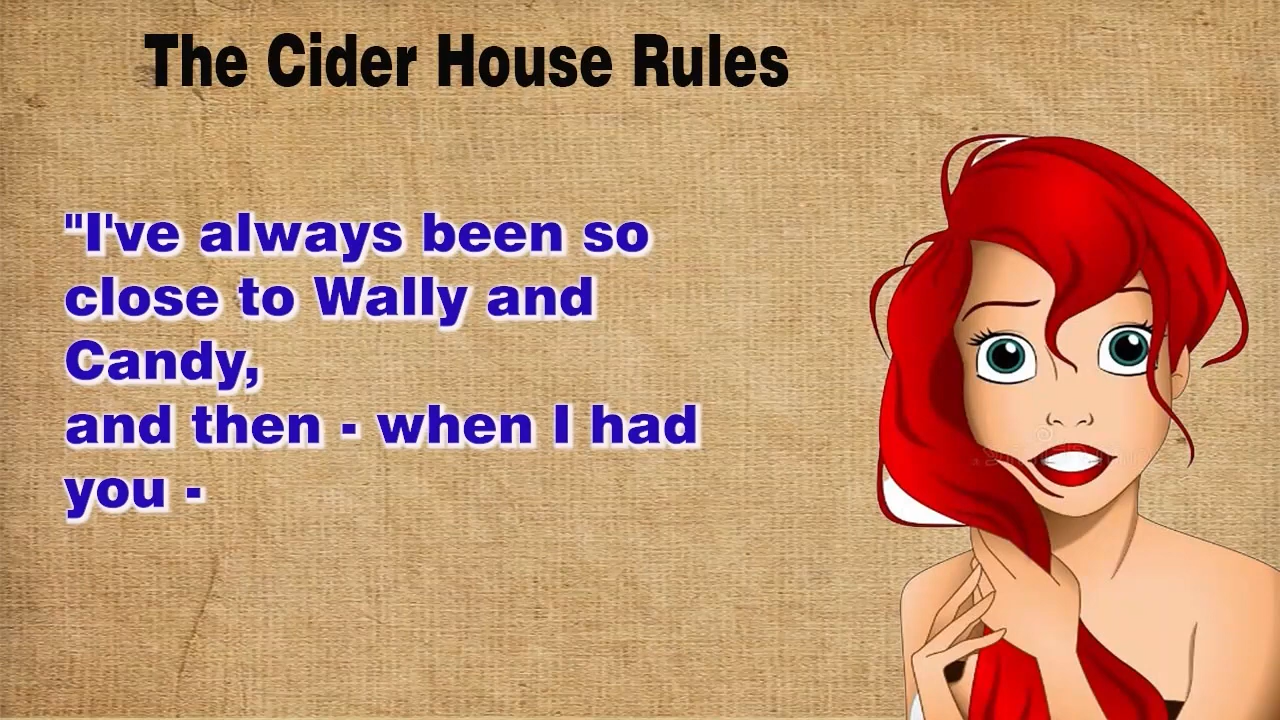 The Cider House Rules
"I've always been so
close to Wally and
Candy,
and then - when I had
you -